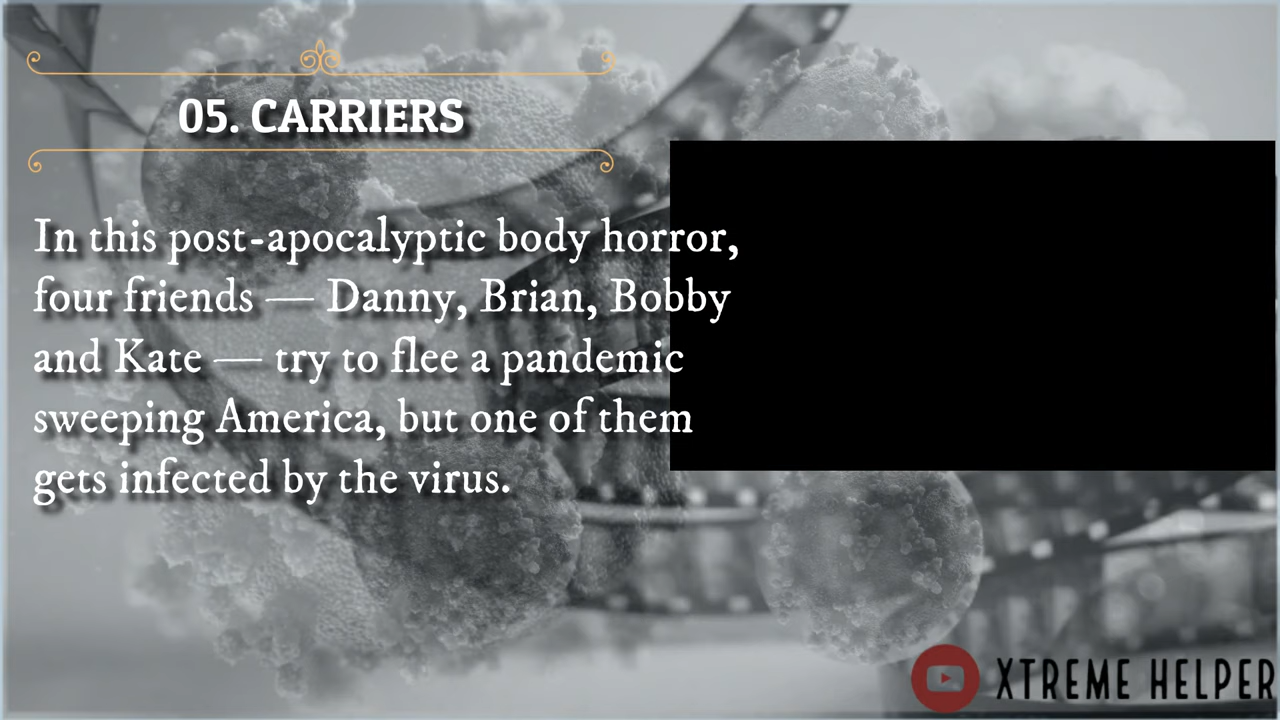 05. CARRIERS
In this post-apocalyptic body horror,
four friends — Danny, Brian, Bobby
and Kate — try to flee a pandemic
sweeping America, but one of them
gets infected by the virus.
XTREME HELPER